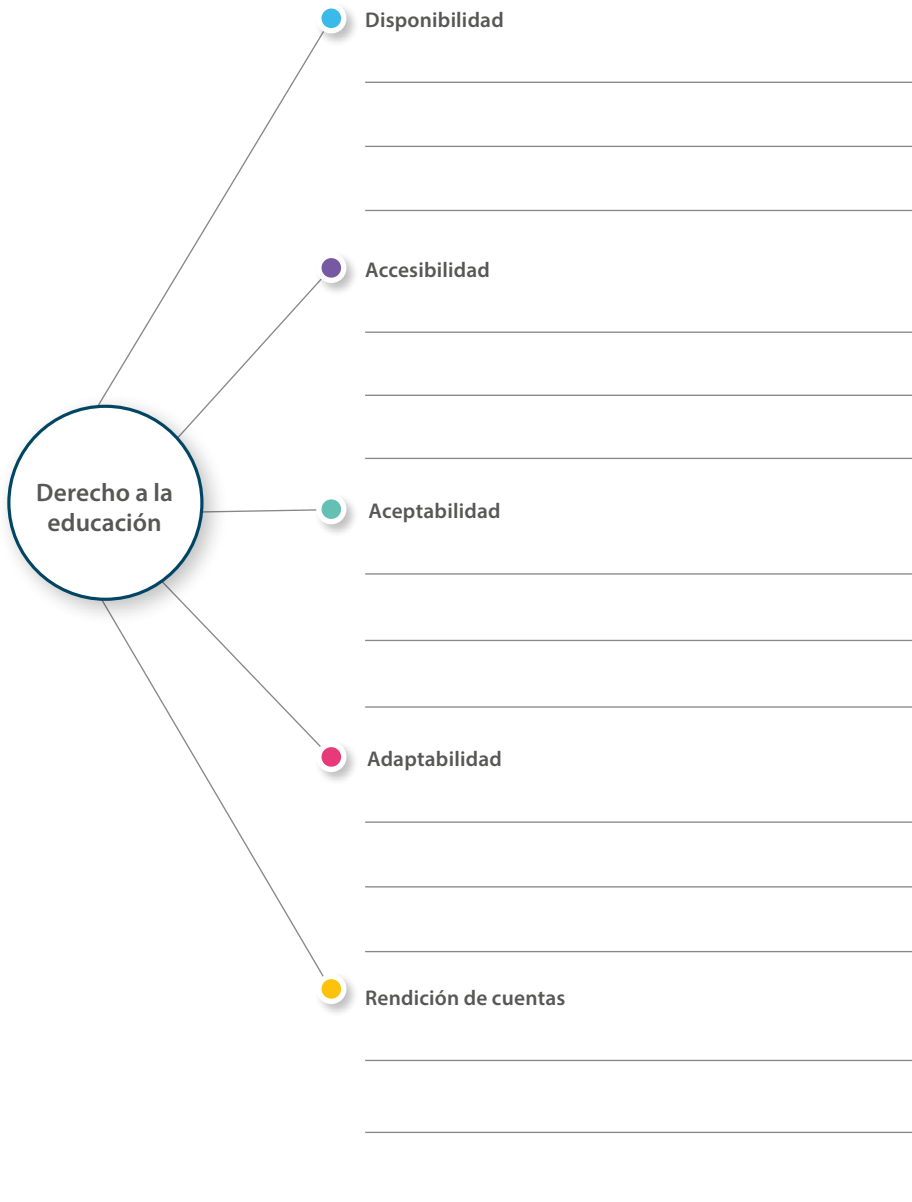 Disponibilidad
Accesibilidad
Derecho a la
educación
Aceptabilidad
Adaptabilidad
Rendición de cuentas